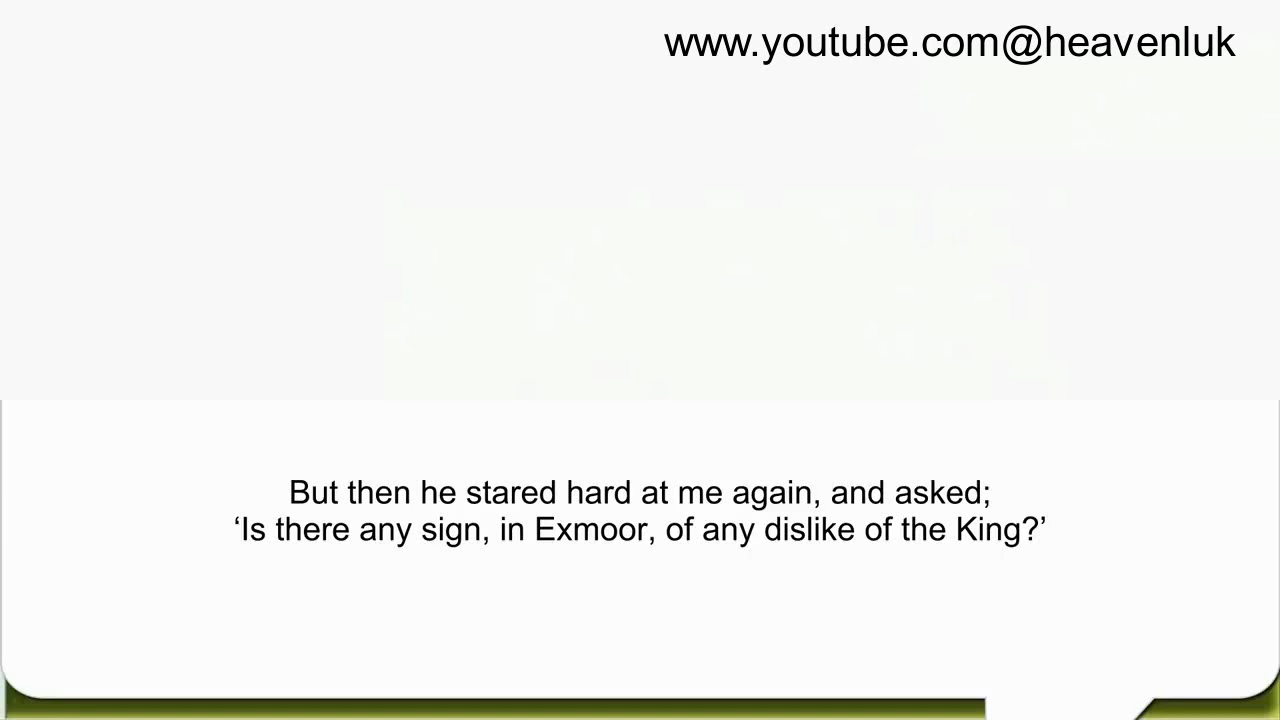 www.youtube.com@heavenluk
But then he stared hard at me again, and asked;
‘Is there any sign, in Exmoor, of any dislike of the King?’